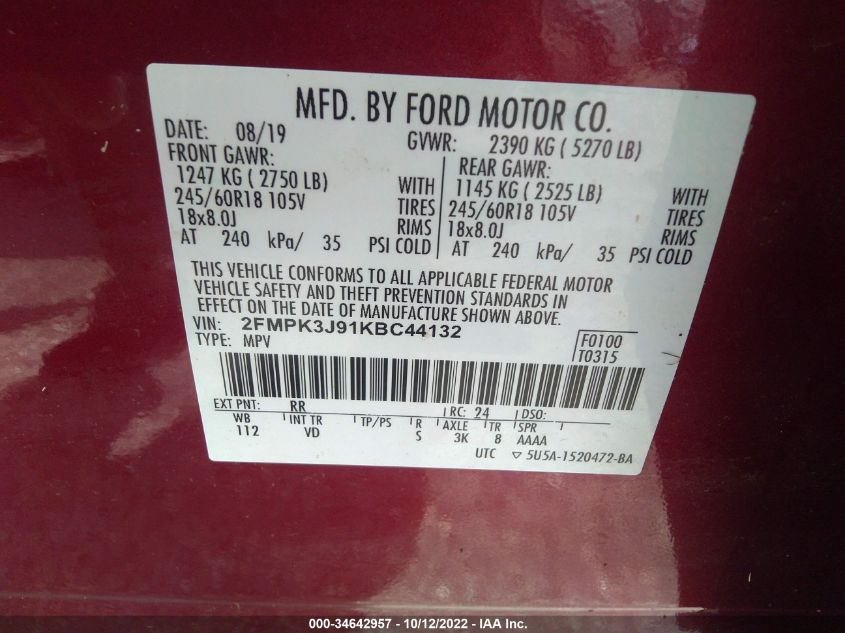 MFD. BY FORD MOTOR CO.
DATE: 08/19 GVWR: 2390 KG ( 5270 LB)
FRONT GAWR: REAR GAWR:
1247 KG ( 2750 LB) WITH 1145 KG ( 2525 LB) WITH
245/60R18 105V TIRES 245/60R18 105V TIRES
18x8.0J RIMS 18x8.0J RIMS
AT 240 kPa/ 35 PSI COLD AT 240 kPa/ 35 PSI COLD
THIS VEHICLE CONFORMS TO ALL APPLICABLE FEDERAL MOTOR
VEHICLE SAFETY AND THEFT PREVENTION STANDARDS IN
EFFECT ON THE DATE OF MANUFACTURE SHOWN ABOVE.
VIN: 2FMPK3J91KBC44132 F0100
TYPE: MPV T0315
EXT PNT: RR RC: 24 DSO:
WB INT TR TP/PS R AXLE TR SPR
112 VD S 3K 8 AAAA
UTC ▽ 5U5A-1520472-BA
000-34642957 - 10/12/2022 - IAA Inc.